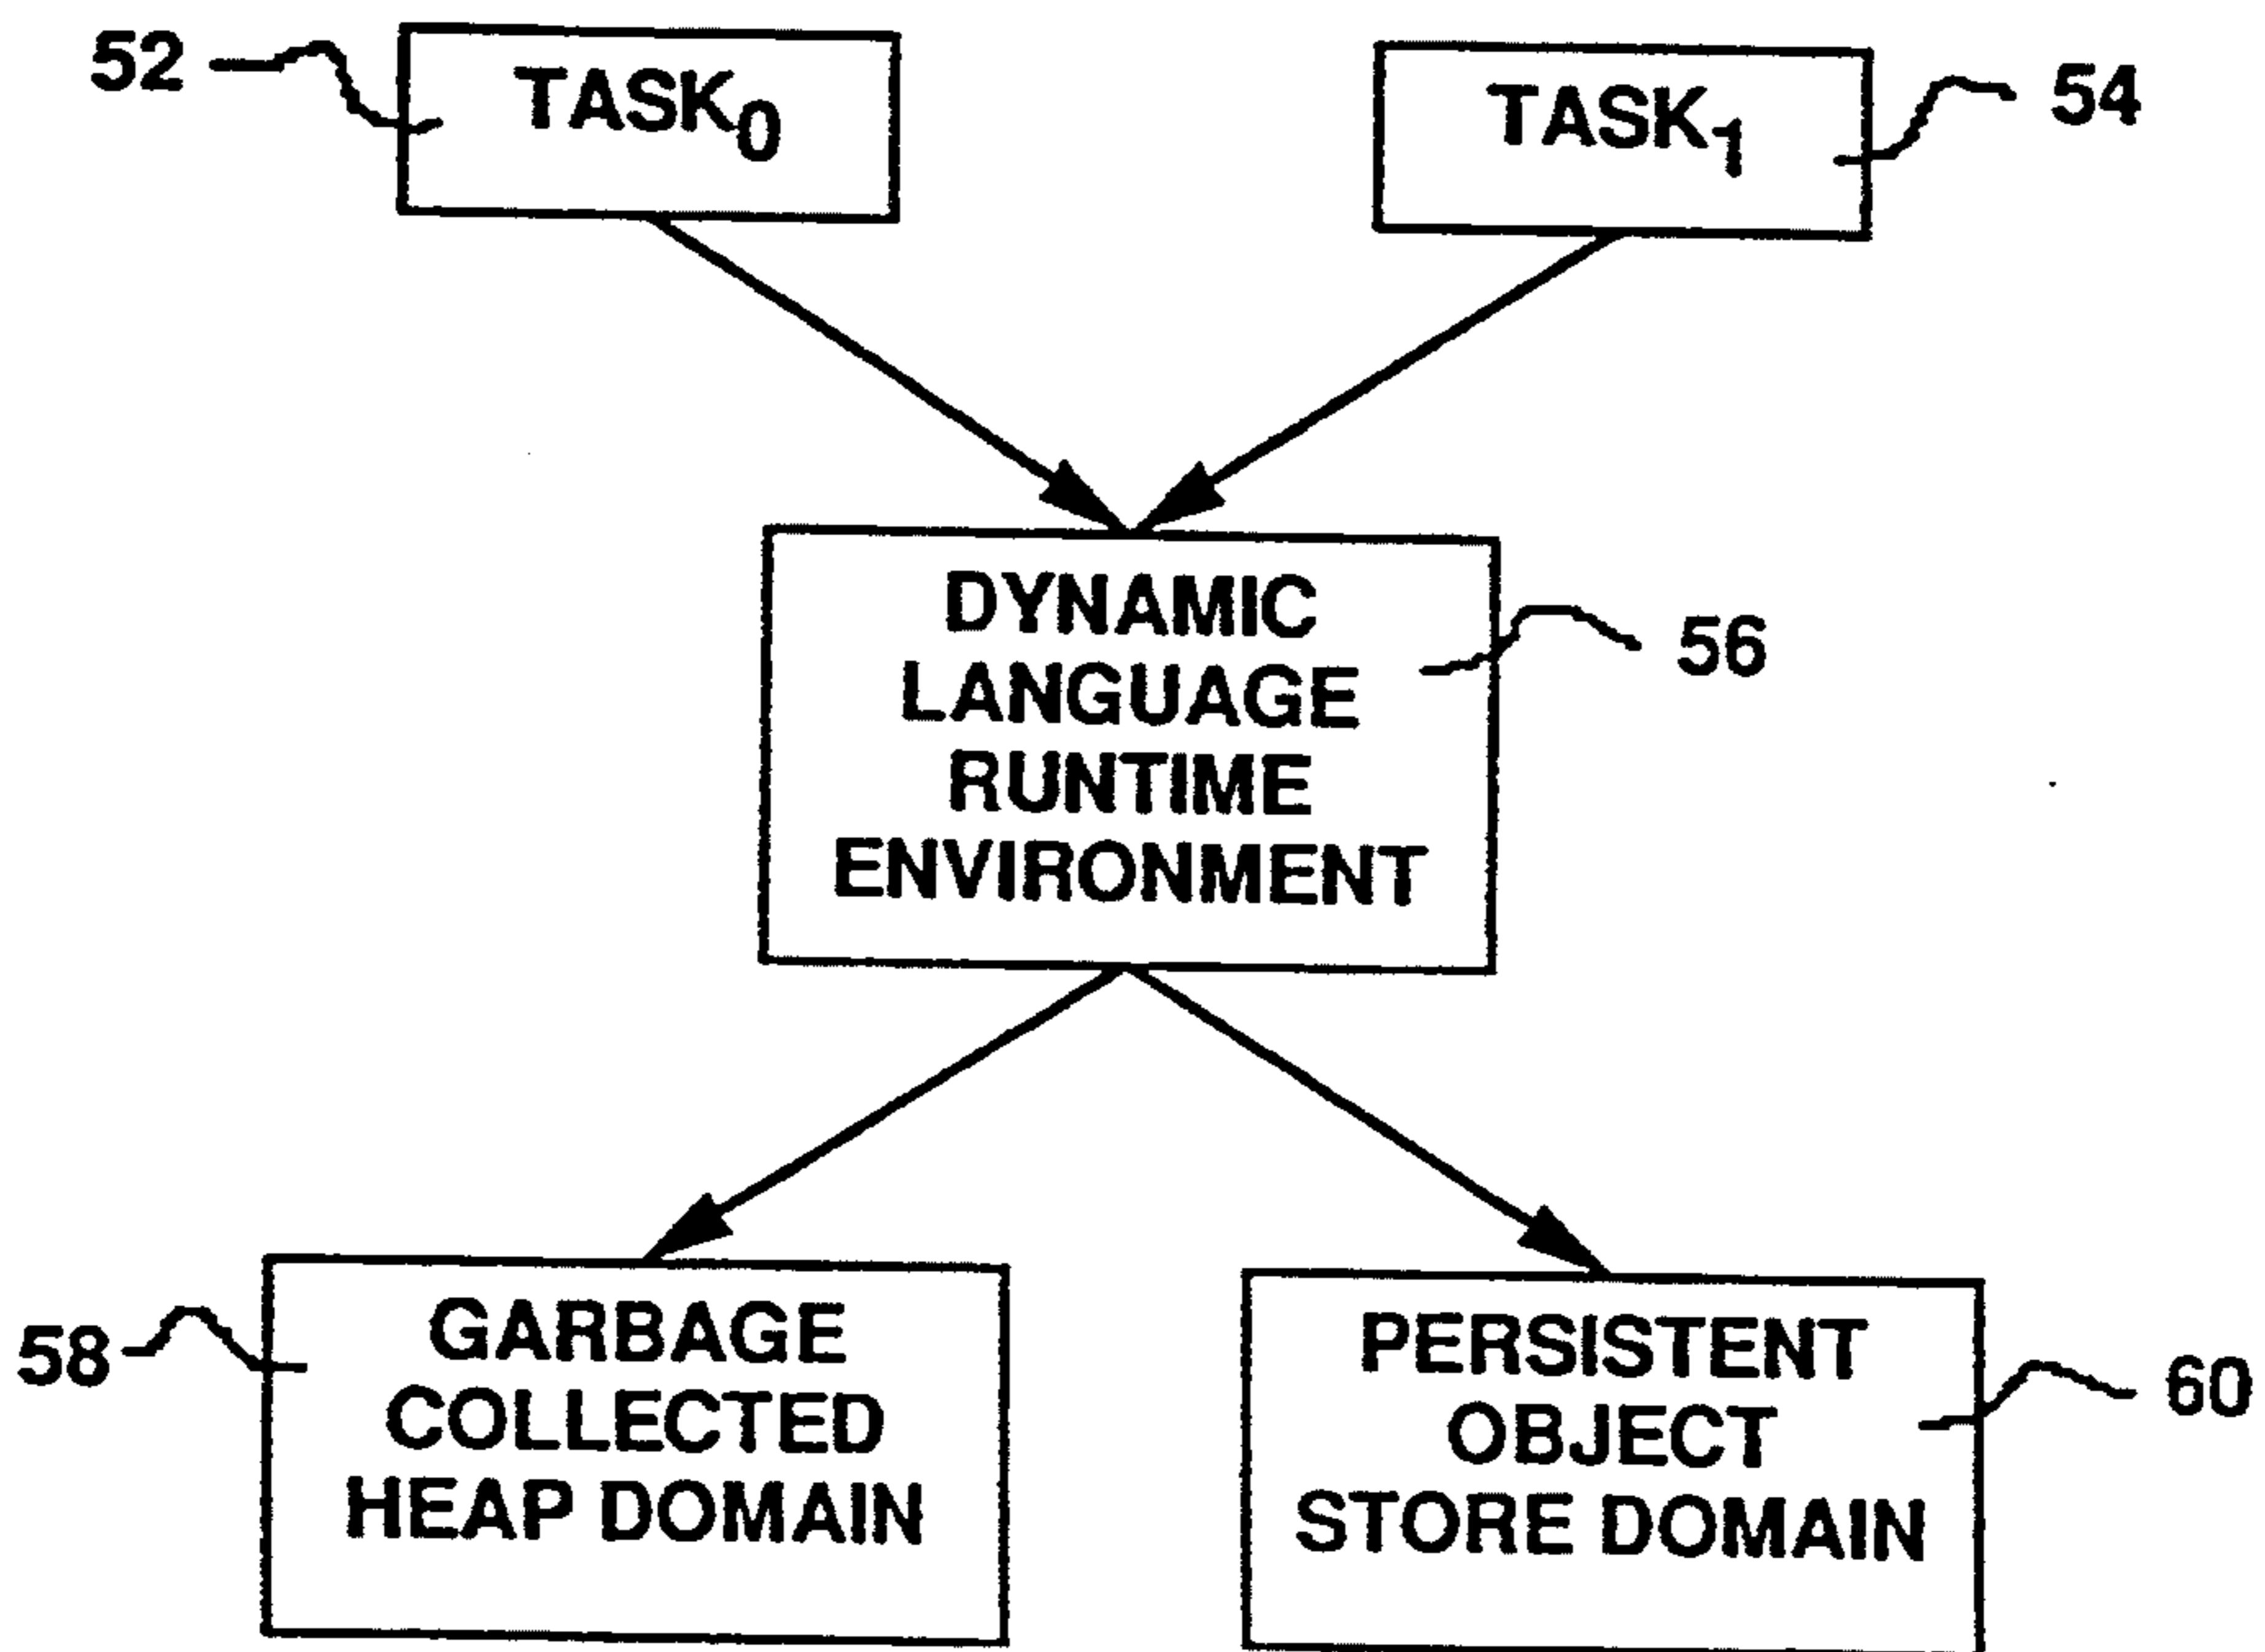 52
TASK₀
TASK₁
54
DYNAMIC
LANGUAGE
RUNTIME
ENVIRONMENT
56
58
GARBAGE
COLLECTED
HEAP DOMAIN
PERSISTENT
OBJECT
STORE DOMAIN
60